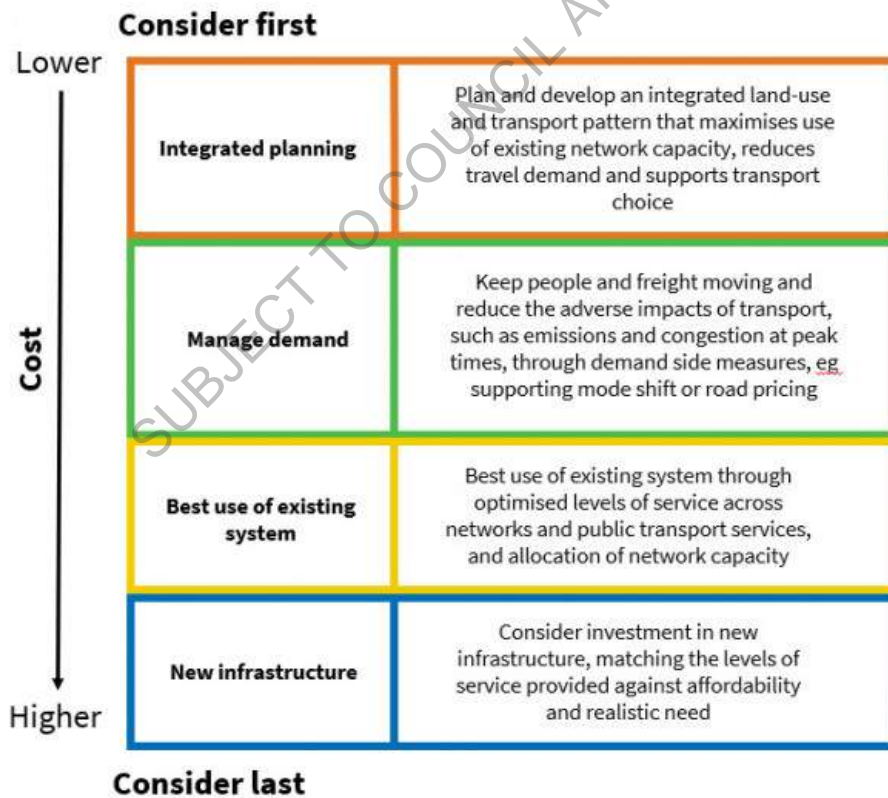 Consider first
Lower
Integrated planning
Plan and develop an integrated land-use
and transport pattern that maximises use
of existing network capacity, reduces
travel demand and supports transport
choice
Manage demand
Keep people and freight moving and
reduce the adverse impacts of transport,
such as emissions and congestion at peak
times, through demand side measures, eg
supporting mode shift or road pricing
Cost
Best use of existing
system
Best use of existing system through
optimised levels of service across
networks and public transport services,
and allocation of network capacity
New infrastructure
Consider investment in new
infrastructure, matching the levels of
service provided against affordability
and realistic need
Higher
Consider last
SUBJECT TO COUNCIL